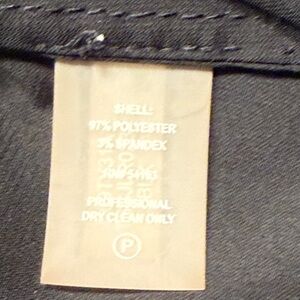 SHELL:
97% POLYESTER
3% SPANDEX
PROFESSIONAL
DRY CLEAN ONLY
P